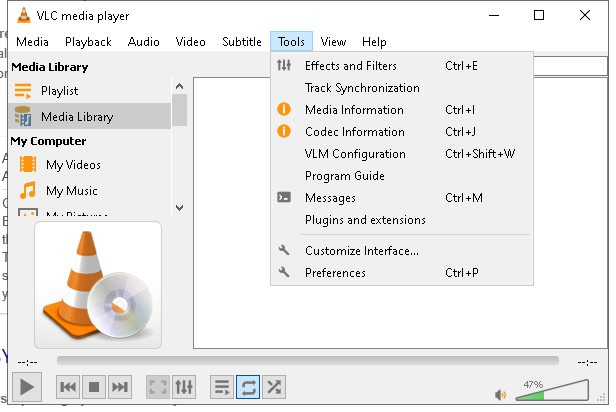 VLC media player
Media Playback Audio Video Subtitle Tools View Help
Media Library
Playlist
Media Library
My Computer
My Videos
My Music
My Pictures
Effects and Filters Ctrl+E
Track Synchronization
Media Information Ctrl+I
Codec Information Ctrl+J
VLM Configuration Ctrl+Shift+W
Program Guide
Messages Ctrl+M
Plugins and extensions
Customize Interface...
Preferences Ctrl+P
--:-- --:--
47%